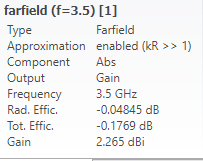 farfield (f=3.5) [1]
Type Farfield
Approximation enabled (kR >> 1)
Component Abs
Output Gain
Frequency 3.5 GHz
Rad. Effic. -0.04845 dB
Tot. Effic. -0.1769 dB
Gain 2.265 dBi